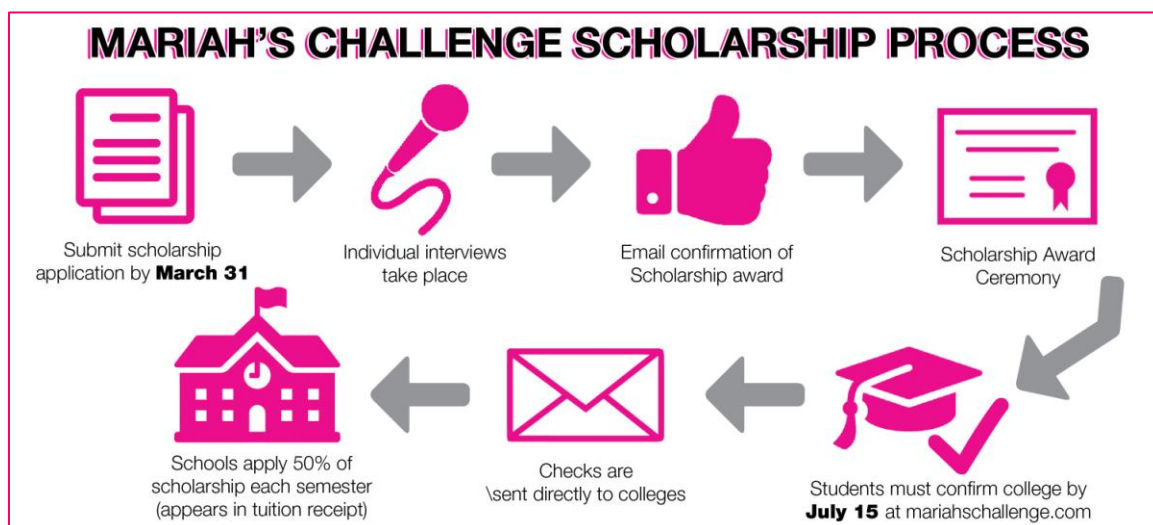 MARIAH'S CHALLENGE SCHOLARSHIP PROCESS
Submit scholarship
application by March 31
Individual interviews
take place
Email confirmation of
Scholarship award
Scholarship Award
Ceremony
Students must confirm college by
July 15 at mariahschallenge.com
Checks are
\sent directly to colleges
Schools apply 50% of
scholarship each semester
(appears in tuition receipt)